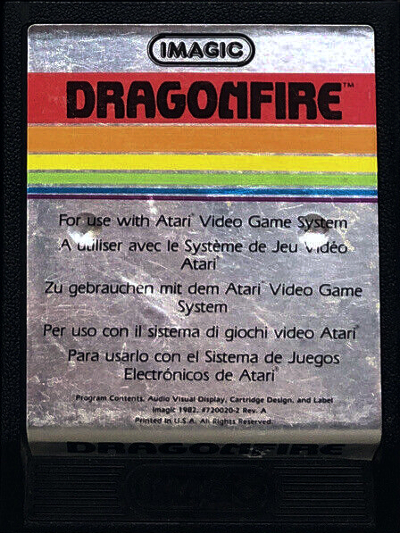 IMAGIC
DRAGONFIRE™
For use with Atari® Video Game System
A utiliser avec le Système de Jeu Vidéo
Atari®
Zu gebrauchen mit dem Atari® Video Game
System
Per uso con il sistema di giochi video Atari®
Para usarlo con el Sistema de Juegos
Electrónicos de Atari®
Program Contents, Audio Visual Display, Cartridge Design, and Label
Imagic 1982, #720020-2 Rev. A
Printed in U.S.A. All Rights Reserved.
DRAGONFIRE